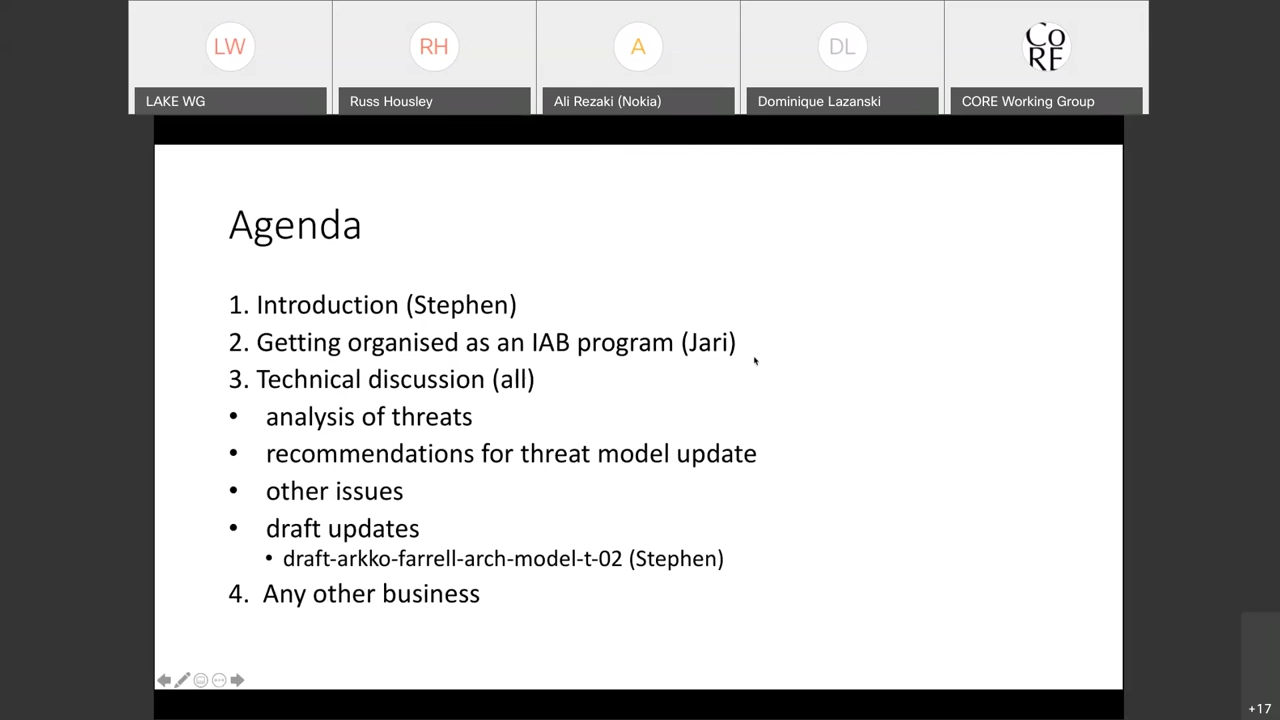 LW
RH
A
DL
CORE
LAKE WG
Russ Housley
Ali Rezaki (Nokia)
Dominique Lazanski
CORE Working Group
Agenda
1. Introduction (Stephen)
2. Getting organised as an IAB program (Jari)
3. Technical discussion (all)
• analysis of threats
• recommendations for threat model update
• other issues
• draft updates
• draft-arkko-farrell-arch-model-t-02 (Stephen)
4. Any other business
+17